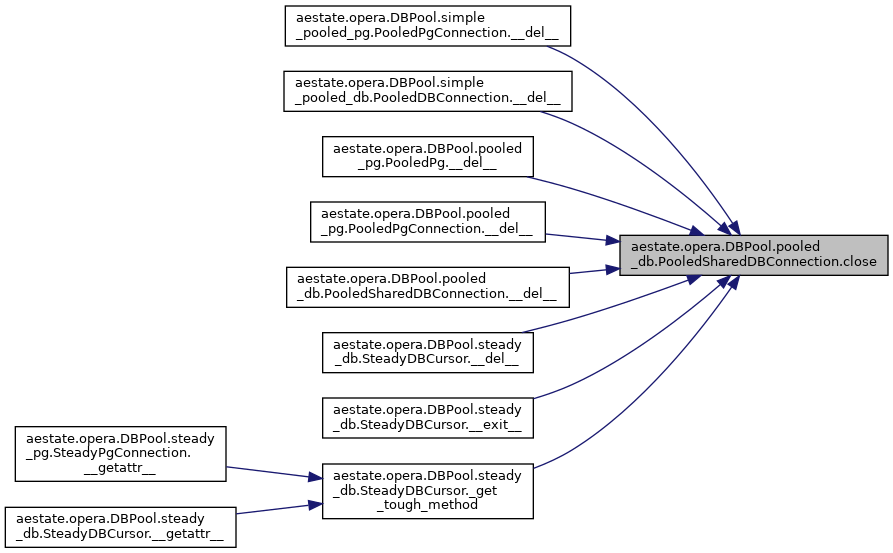 aestate.opera.DBPool.simple
_pooled_pg.PooledPgConnection.__del__
aestate.opera.DBPool.simple
_pooled_db.PooledDBConnection.__del__
aestate.opera.DBPool.pooled
_pg.PooledPg.__del__
aestate.opera.DBPool.pooled
_pg.PooledPgConnection.__del__
aestate.opera.DBPool.pooled
_db.PooledSharedDBConnection.close
aestate.opera.DBPool.pooled
_db.PooledSharedDBConnection.__del__
aestate.opera.DBPool.steady
_db.SteadyDBCursor.__del__
aestate.opera.DBPool.steady
_db.SteadyDBCursor.__exit__
aestate.opera.DBPool.steady
_pg.SteadyPgConnection.
__getattr__
aestate.opera.DBPool.steady
_db.SteadyDBCursor._get
_tough_method
aestate.opera.DBPool.steady
_db.SteadyDBCursor.__getattr__